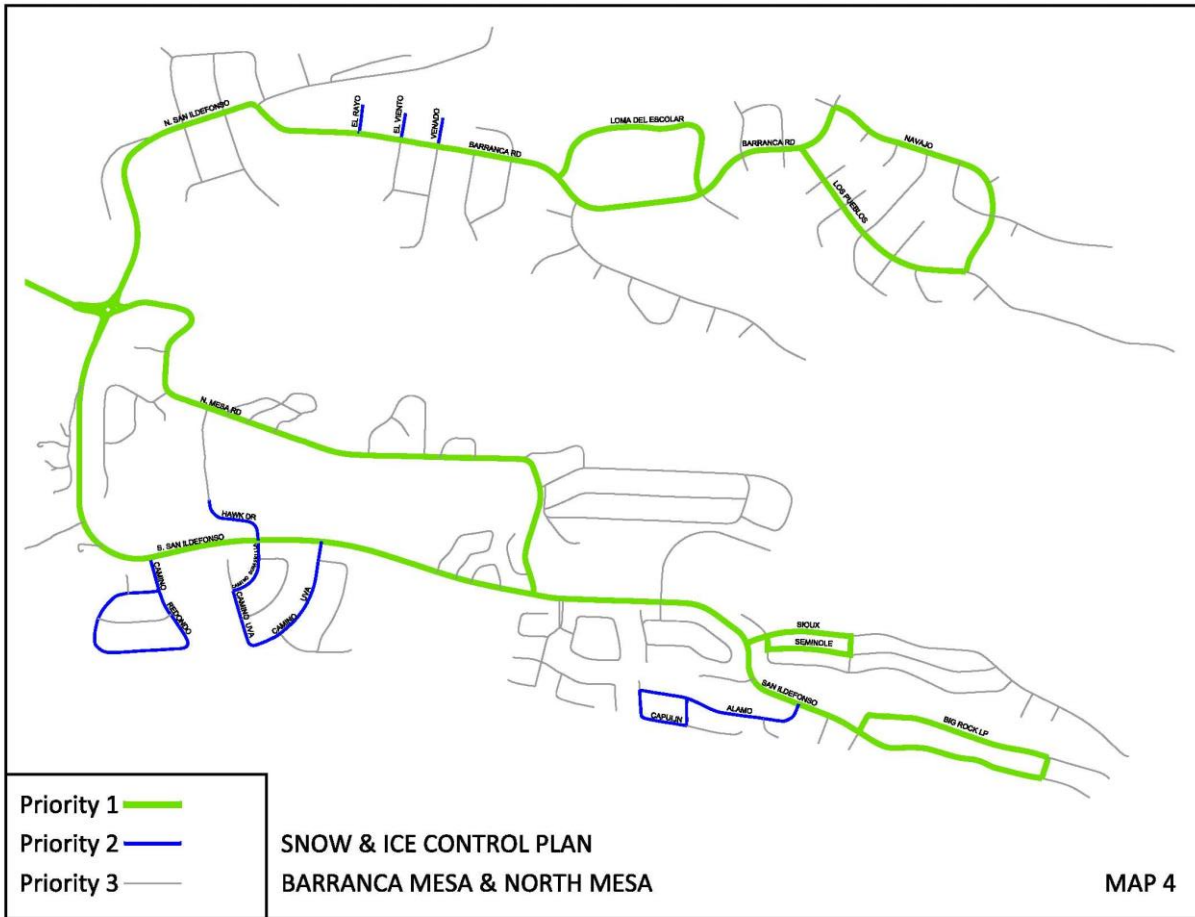 N. SAN ILDEFONSO
EL RAYO
EL VIENTO
VENADO
BARRANCA RD
LOMA DEL ESCOLAR
BARRANCA RD
NAVAJO
LOS PUEBLOS
N. MESA RD
HAWK DR
S. SAN ILDEFONSO
CAMINO
REDONDO
CAMINO
CAMINO UVA
CAMINO
UVA
SIOUX
SEMINOLE
SAN ILDEFONSO
CAPULIN
ALAMO
BIG ROCK LP
Priority 1
Priority 2
Priority 3
SNOW & ICE CONTROL PLAN
BARRANCA MESA & NORTH MESA
MAP 4